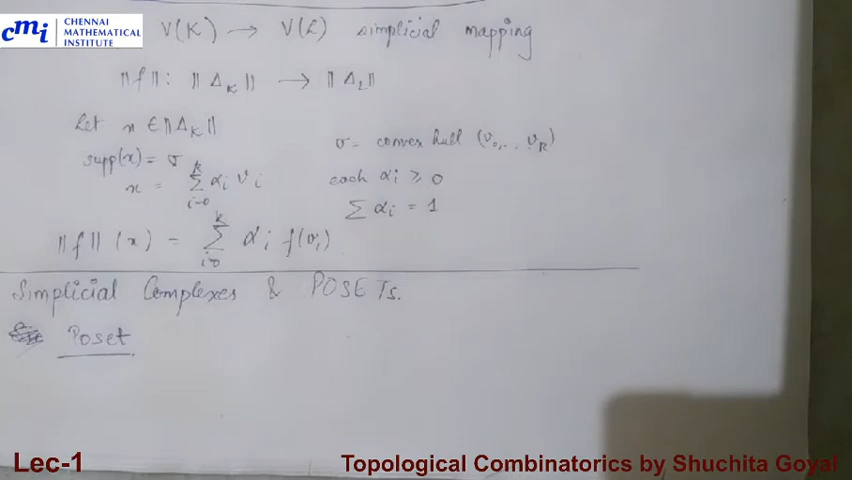 cmi CHENNAI MATHEMATICAL INSTITUTE
V(K) → V(L) simplicial mapping
||f|| : ||Δ_K|| → ||Δ_L||
Let x ∈ ||Δ_K||
supp(x) = σ σ = convex hull (v_0, .., v_k)
x = Σ_{i=0}^{k} α_i v_i each α_i ≥ 0
Σ α_i = 1
||f|| (x) = Σ_{i=0}^{k} α_i f(v_i)
Simplicial Complexes & POSETs.
Poset
Lec-1 Topological Combinatorics by Shuchita Goyal